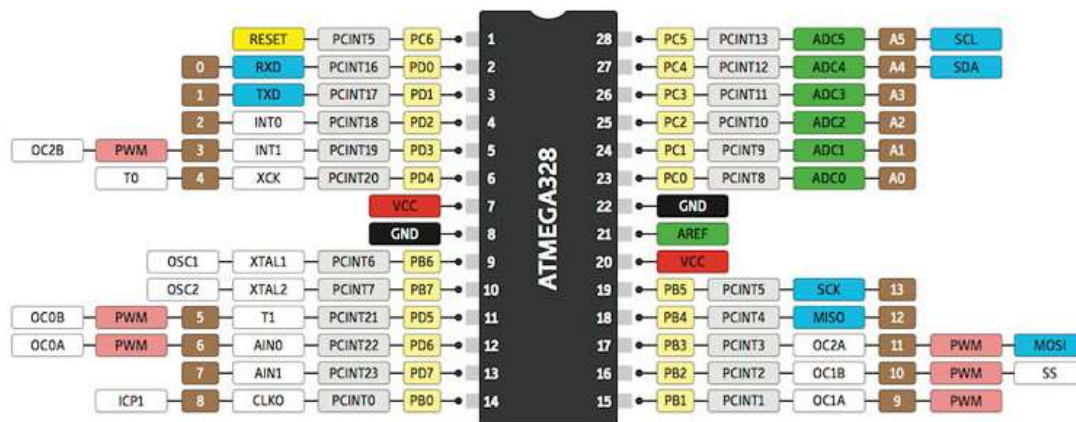 RESET PCINT5 PC6 1 28 PC5 PCINT13 ADC5 A5 SCL
0 RXD PCINT16 PD0 2 27 PC4 PCINT12 ADC4 A4 SDA
1 TXD PCINT17 PD1 3 26 PC3 PCINT11 ADC3 A3
2 INT0 PCINT18 PD2 4 25 PC2 PCINT10 ADC2 A2
OC2B PWM 3 INT1 PCINT19 PD3 5 24 PC1 PCINT9 ADC1 A1
T0 4 XCK PCINT20 PD4 6 23 PC0 PCINT8 ADC0 A0
VCC 7 22 GND
GND 8 21 AREF
OSC1 XTAL1 PCINT6 PB6 9 20 VCC
OSC2 XTAL2 PCINT7 PB7 10 19 PB5 PCINT5 SCK 13
OC0B PWM 5 T1 PCINT21 PD5 11 18 PB4 PCINT4 MISO 12
OC0A PWM 6 AIN0 PCINT22 PD6 12 17 PB3 PCINT3 OC2A 11 PWM MOSI
7 AIN1 PCINT23 PD7 13 16 PB2 PCINT2 OC1B 10 PWM SS
ICP1 8 CLKO PCINT0 PB0 14 15 PB1 PCINT1 OC1A 9 PWM
ATMEGA328